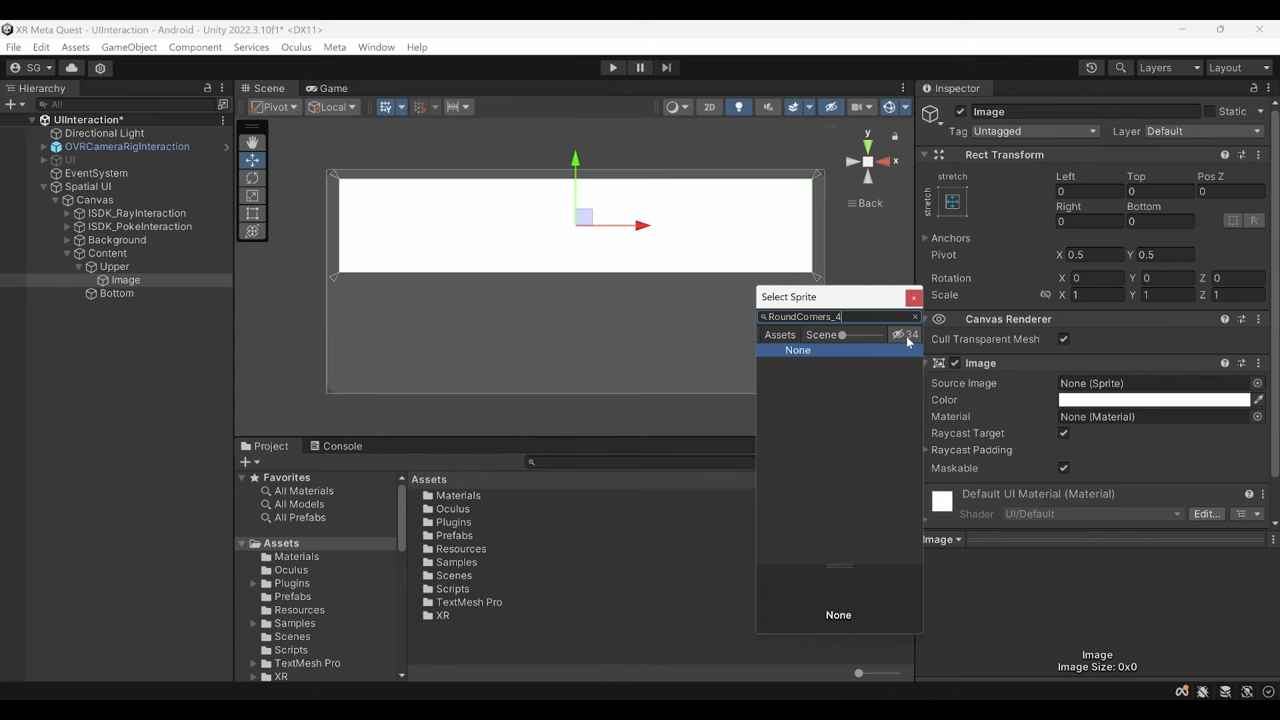 XR Meta Quest - UIInteraction - Android - Unity 2022.3.10f1* <DX11>
File Edit Assets GameObject Component Services Oculus Meta Window Help
SG Layers Layout
Hierarchy Scene Game Inspector
All Pivot Local 2D
Image Static
Tag Untagged Layer Default
UIInteraction*
Directional Light
OVRCameraRigInteraction
UI
EventSystem
Spatial UI
Canvas
ISDK_RayInteraction
ISDK_PokeInteraction
Background
Content
Upper
Image
Bottom
y
x
Back
Rect Transform
stretch Left Top Pos Z
stretch 0 0 0
Right Bottom
0 0 R
Anchors
Pivot X 0.5 Y 0.5
Rotation X 0 Y 0 Z 0
Scale X 1 Y 1 Z 1
Canvas Renderer
Cull Transparent Mesh
Image
Source Image None (Sprite)
Color
Material None (Material)
Raycast Target
Raycast Padding
Maskable
Default UI Material (Material)
Shader UI/Default Edit...
Image
Image
Image Size: 0x0
Select Sprite
RoundCorners_4
Assets Scene 34
None
None
Project Console
Favorites
All Materials
All Models
All Prefabs
Assets
Materials
Oculus
Plugins
Prefabs
Resources
Samples
Scenes
Scripts
TextMesh Pro
XR
Assets
Materials
Oculus
Plugins
Prefabs
Resources
Samples
Scenes
Scripts
TextMesh Pro
XR